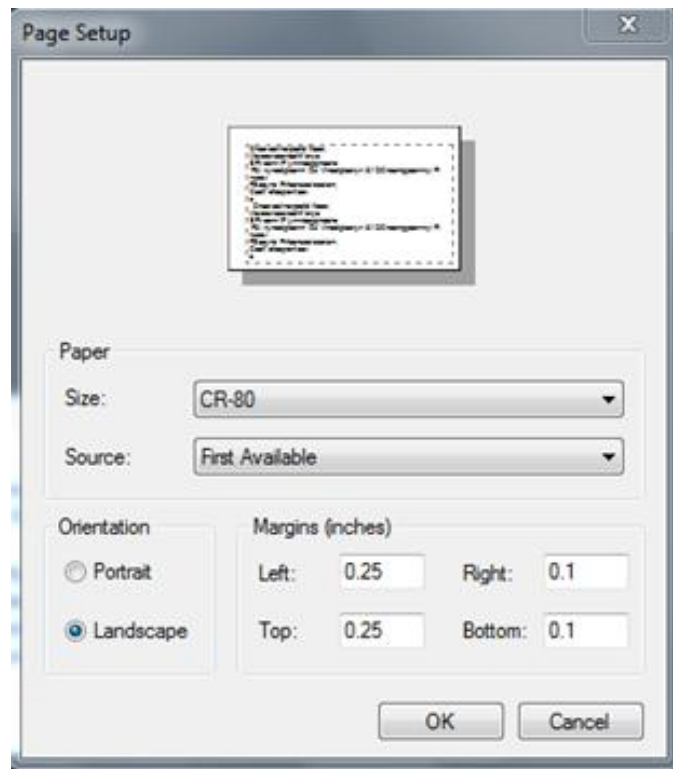 Page Setup
Paper
Size: CR-80
Source: First Available
Orientation
Portrait
Landscape
Margins (inches)
Left: 0.25 Right: 0.1
Top: 0.25 Bottom: 0.1
OK Cancel